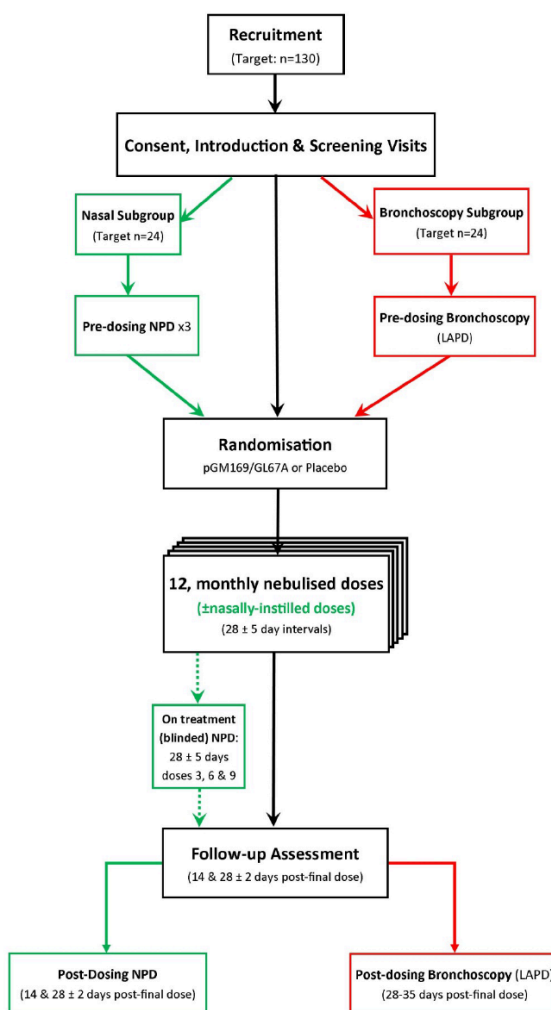 Recruitment
(Target: n=130)
Consent, Introduction & Screening Visits
Nasal Subgroup
(Target n=24)
Bronchoscopy Subgroup
(Target n=24)
Pre-dosing NPD x3
Pre-dosing Bronchoscopy
(LAPD)
Randomisation
pGM169/GL67A or Placebo
12, monthly nebulised doses
(±nasally-instilled doses)
(28 ± 5 day intervals)
On treatment
(blinded) NPD:
28 ± 5 days
doses 3, 6 & 9
Follow-up Assessment
(14 & 28 ± 2 days post-final dose)
Post-Dosing NPD
(14 & 28 ± 2 days post-final dose)
Post-dosing Bronchoscopy (LAPD)
(28-35 days post-final dose)